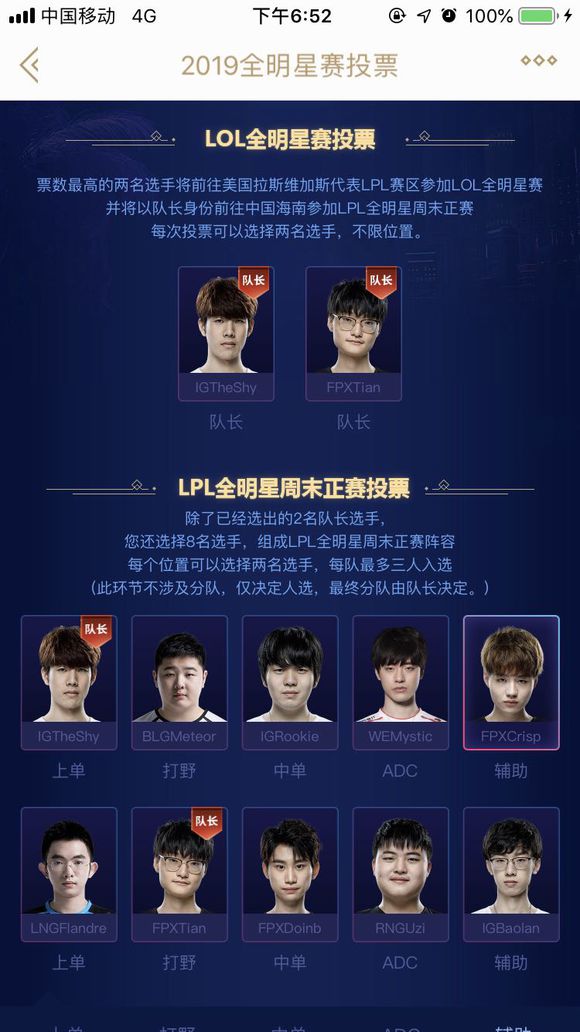 中国移动 4G 下午6:52 100%
2019全明星赛投票
LOL全明星赛投票
票数最高的两名选手将前往美国拉斯维加斯代表LPL赛区参加LOL全明星赛
并将以队长身份前往中国海南参加LPL全明星周末正赛
每次投票可以选择两名选手，不限位置。
队长 队长
IGTheShy FPXTian
队长 队长
LPL全明星周末正赛投票
除了已经选出的2名队长选手，
您还选择8名选手，组成LPL全明星周末正赛阵容
每个位置可以选择两名选手，每队最多三人入选
（此环节不涉及分队，仅决定人选，最终分队由队长决定。）
队长
IGTheShy BLGMeteor IGRookie WEMystic FPXCrisp
上单 打野 中单 ADC 辅助
队长
LNGFlandre FPXTian FPXDoinb RNGUzi IGBaolan
上单 打野 中单 ADC 辅助
上单 打野 中单 ADC 辅助